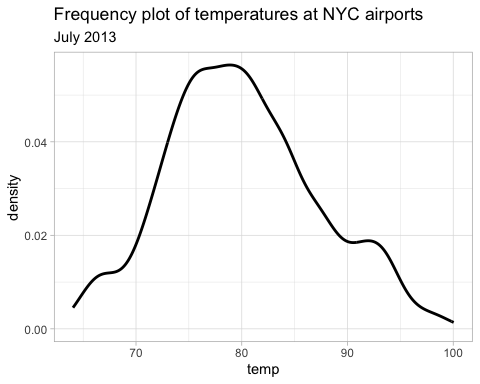 Frequency plot of temperatures at NYC airports
July 2013
density
0.04
0.02
0.00
70 80 90 100
temp